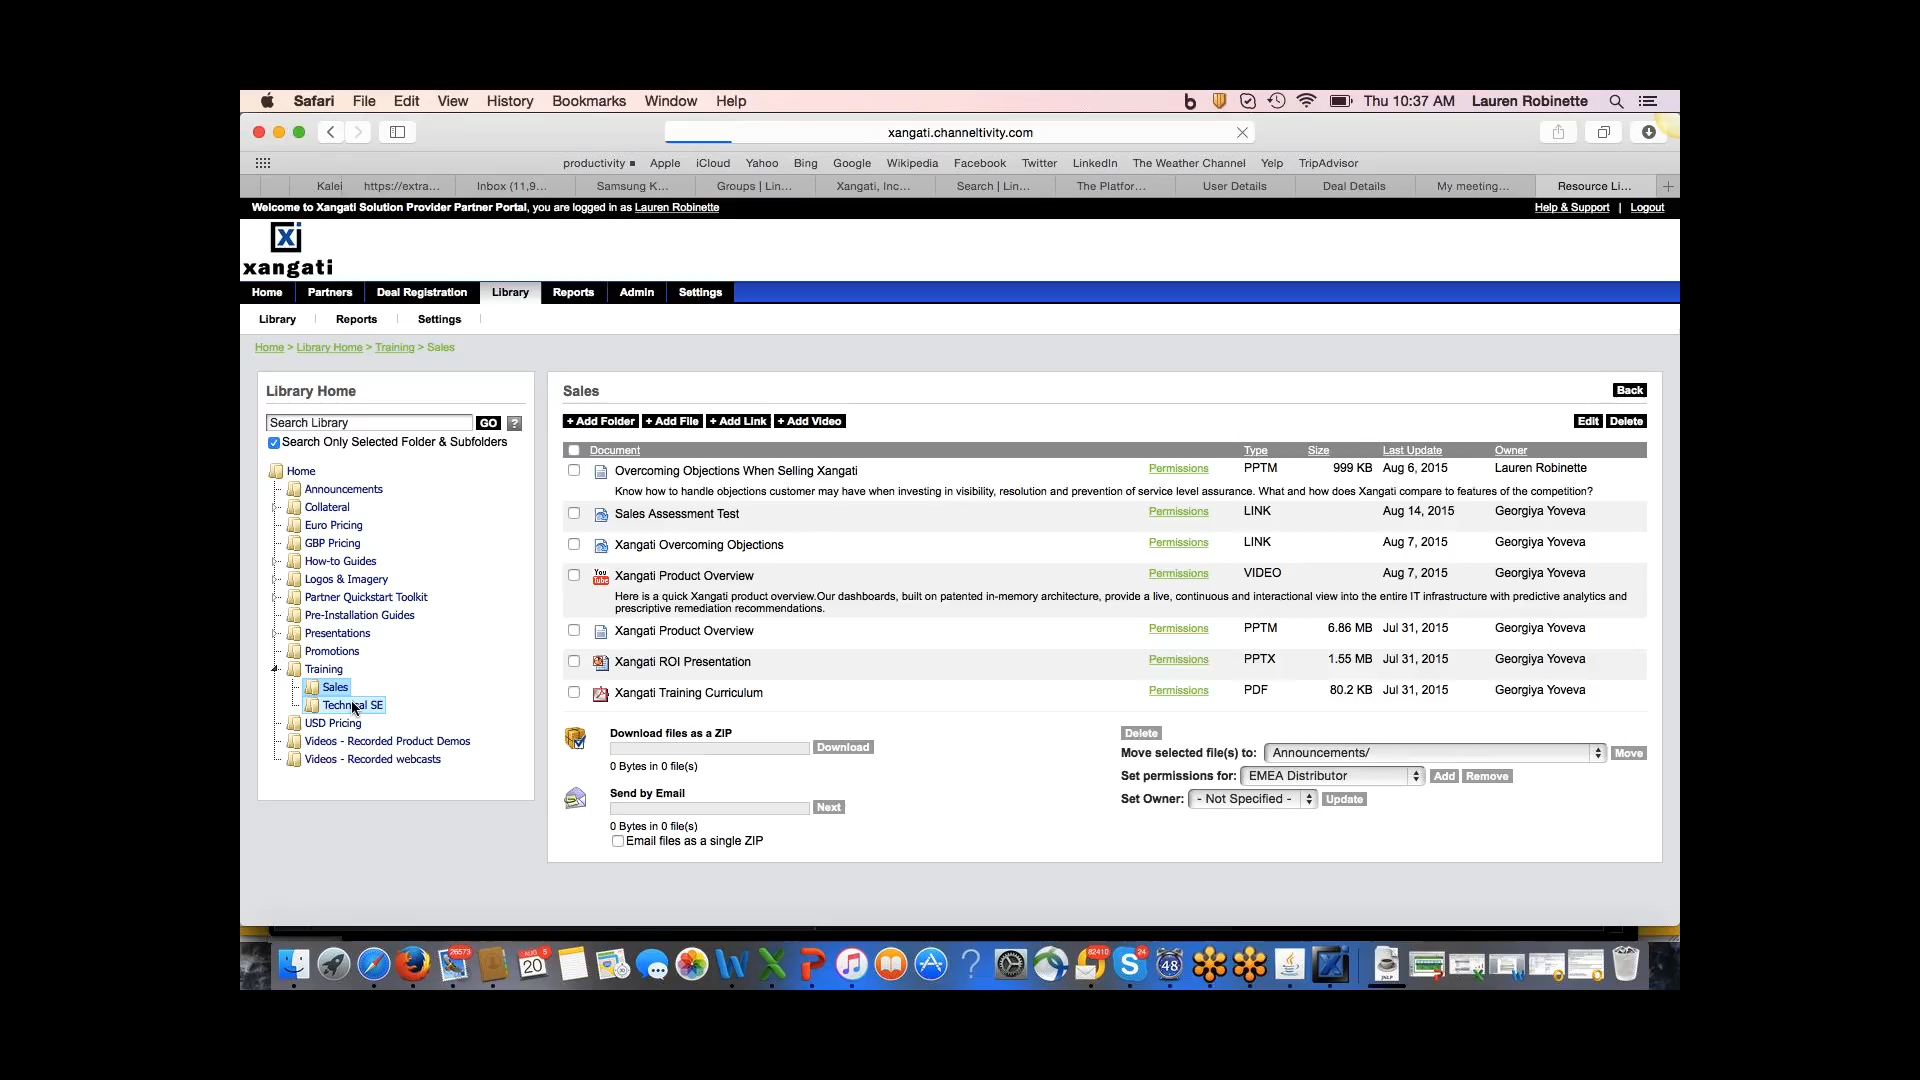 Safari File Edit View History Bookmarks Window Help Thu 10:37 AM Lauren Robinette
xangati.channeltivity.com
productivity Apple iCloud Yahoo Bing Google Wikipedia Facebook Twitter LinkedIn The Weather Channel Yelp TripAdvisor
Kalei https://extra... Inbox (11,9... Samsung K... Groups | Lin... Xangati, Inc... Search | Lin... The Platfor... User Details Deal Details My meeting... Resource Li...
Welcome to Xangati Solution Provider Partner Portal, you are logged in as Lauren Robinette Help & Support | Logout
xangati
Home Partners Deal Registration Library Reports Admin Settings
Library Reports Settings
Home > Library Home > Training > Sales
Library Home
Search Library GO ?
Search Only Selected Folder & Subfolders
Home
Announcements
Collateral
Euro Pricing
GBP Pricing
How-to Guides
Logos & Imagery
Partner Quickstart Toolkit
Pre-Installation Guides
Presentations
Promotions
Training
Sales
Technical SE
USD Pricing
Videos - Recorded Product Demos
Videos - Recorded webcasts
Sales Back
+ Add Folder + Add File + Add Link + Add Video Edit Delete
Document Type Size Last Update Owner
Overcoming Objections When Selling Xangati Permissions PPTM 999 KB Aug 6, 2015 Lauren Robinette
Know how to handle objections customer may have when investing in visibility, resolution and prevention of service level assurance. What and how does Xangati compare to features of the competition?
Sales Assessment Test Permissions LINK Aug 14, 2015 Georgiya Yoveva
Xangati Overcoming Objections Permissions LINK Aug 7, 2015 Georgiya Yoveva
You Tube Xangati Product Overview Permissions VIDEO Aug 7, 2015 Georgiya Yoveva
Here is a quick Xangati product overview.Our dashboards, built on patented in-memory architecture, provide a live, continuous and interactional view into the entire IT infrastructure with predictive analytics and
prescriptive remediation recommendations.
Xangati Product Overview Permissions PPTM 6.86 MB Jul 31, 2015 Georgiya Yoveva
Xangati ROI Presentation Permissions PPTX 1.55 MB Jul 31, 2015 Georgiya Yoveva
Xangati Training Curriculum Permissions PDF 80.2 KB Jul 31, 2015 Georgiya Yoveva
Download files as a ZIP
Download
0 Bytes in 0 file(s)
Send by Email
Next
0 Bytes in 0 file(s)
Email files as a single ZIP
Delete
Move selected file(s) to: Announcements/ Move
Set permissions for: EMEA Distributor Add Remove
Set Owner: - Not Specified - Update
26573 AUG 20 5 82410 24 48 JNLP